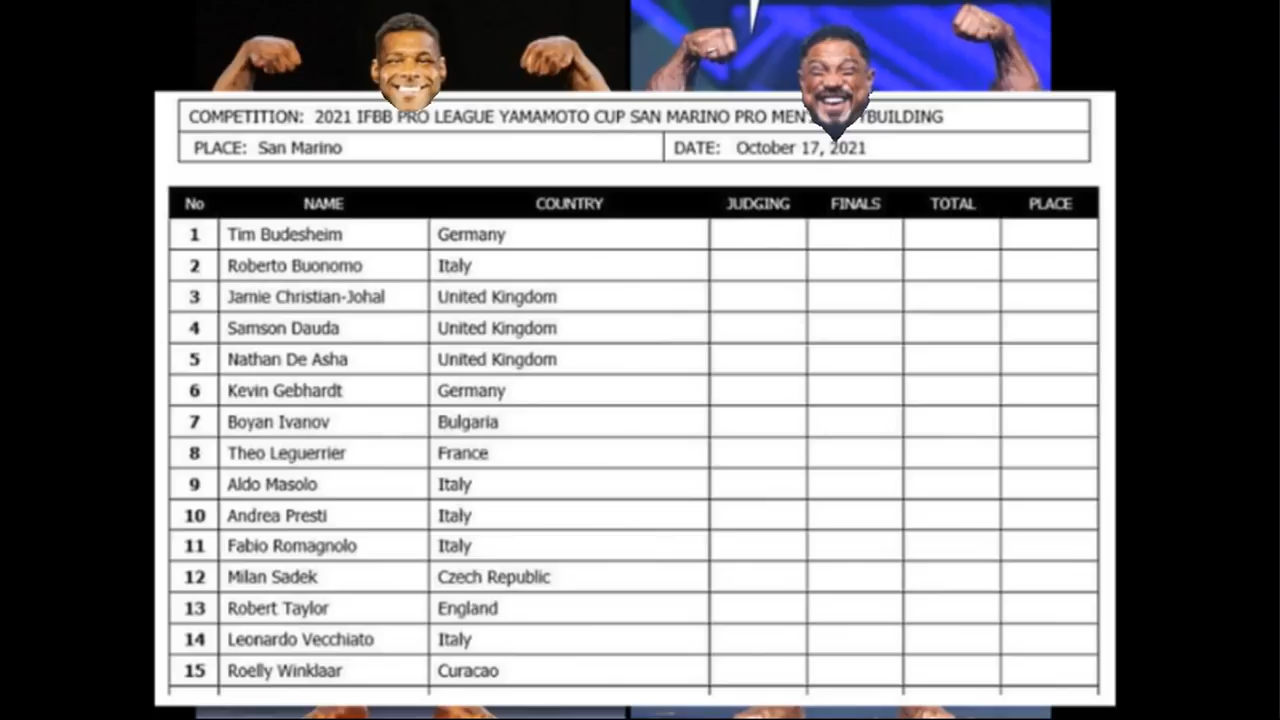 COMPETITION: 2021 IFBB PRO LEAGUE YAMAMOTO CUP SAN MARINO PRO MEN
PLACE: San Marino DATE: October 17, 2021
No NAME COUNTRY JUDGING FINALS TOTAL PLACE
1 Tim Budesheim Germany
2 Roberto Buonomo Italy
3 Jamie Christian-Johal United Kingdom
4 Samson Dauda United Kingdom
5 Nathan De Asha United Kingdom
6 Kevin Gebhardt Germany
7 Boyan Ivanov Bulgaria
8 Theo Leguerrier France
9 Aldo Masolo Italy
10 Andrea Presti Italy
11 Fabio Romagnolo Italy
12 Milan Sadek Czech Republic
13 Robert Taylor England
14 Leonardo Vecchiato Italy
15 Roelly Winklaar Curacao